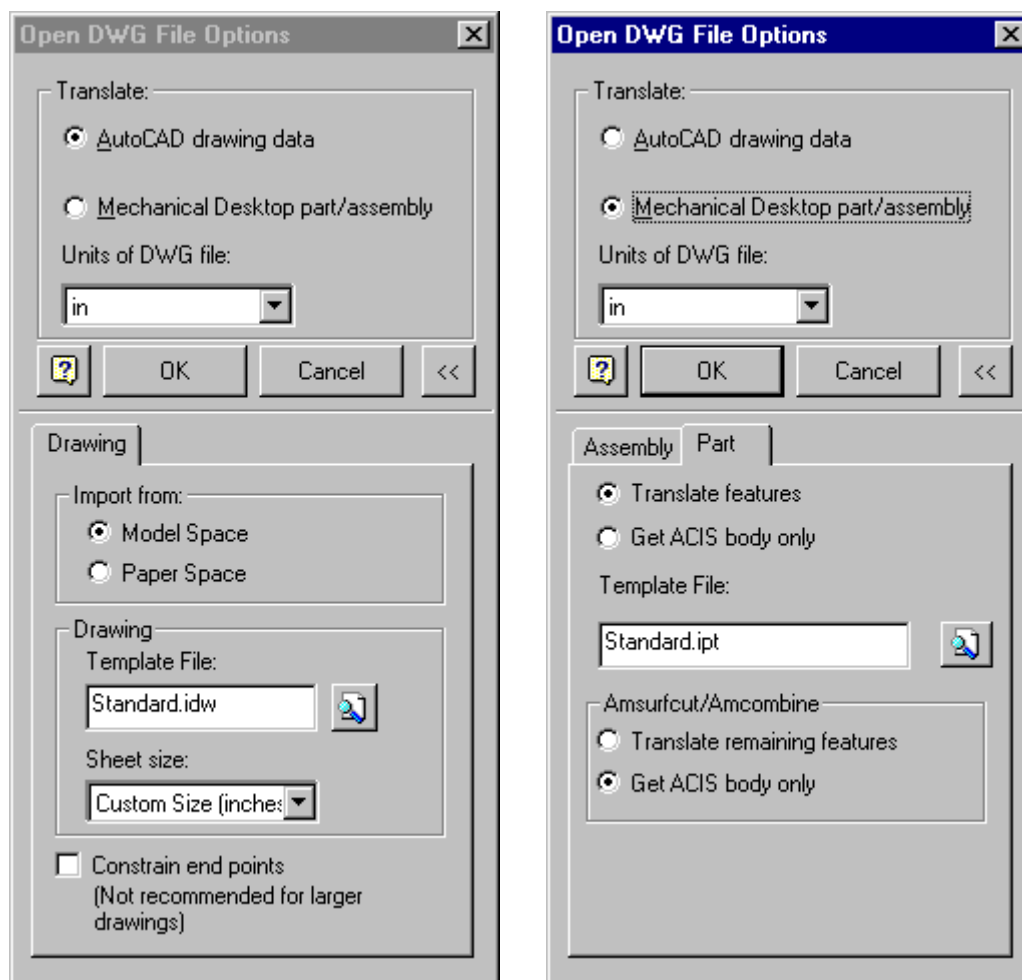 Open DWG File Options
Translate:
AutoCAD drawing data
Mechanical Desktop part/assembly
Units of DWG file:
in
OK
Cancel
<<
Drawing
Import from:
Model Space
Paper Space
Drawing
Template File:
Standard.idw
Sheet size:
Custom Size (inches
Constrain end points
(Not recommended for larger
drawings)
Open DWG File Options
Translate:
AutoCAD drawing data
Mechanical Desktop part/assembly
Units of DWG file:
in
OK
Cancel
<<
Assembly
Part
Translate features
Get ACIS body only
Template File:
Standard.ipt
Amsurfcut/Amcombine
Translate remaining features
Get ACIS body only